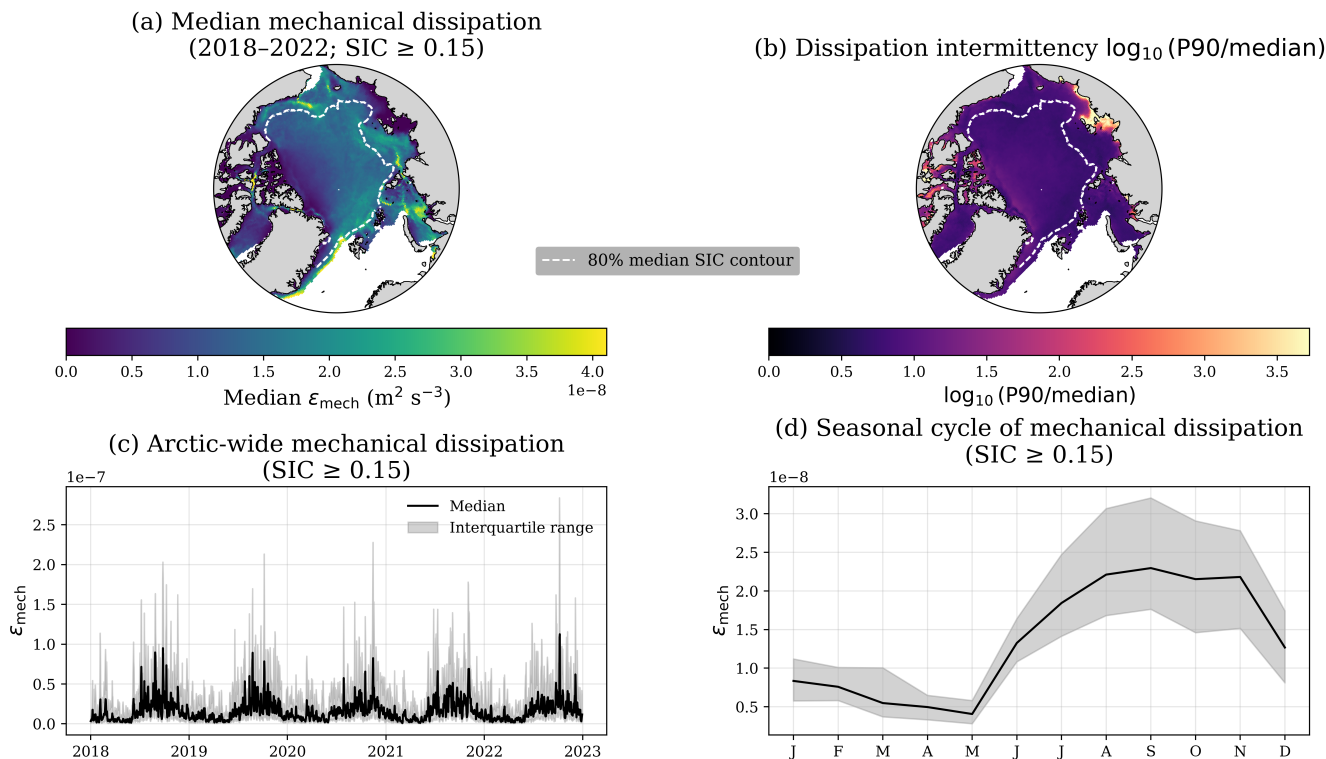 (a) Median mechanical dissipation
(2018–2022; SIC ≥ 0.15)
(b) Dissipation intermittency log₁₀ (P90/median)
80% median SIC contour
0.0 0.5 1.0 1.5 2.0 2.5 3.0 3.5 4.0
1e−8
Median εmech (m² s⁻³)
0.0 0.5 1.0 1.5 2.0 2.5 3.0 3.5
log₁₀ (P90/median)
(c) Arctic-wide mechanical dissipation
(SIC ≥ 0.15)
1e−7
Median
Interquartile range
2.5
2.0
1.5
1.0
0.5
0.0
εmech
2018 2019 2020 2021 2022 2023
(d) Seasonal cycle of mechanical dissipation
(SIC ≥ 0.15)
1e−8
3.0
2.5
2.0
1.5
1.0
0.5
εmech
J F M A M J J A S O N D